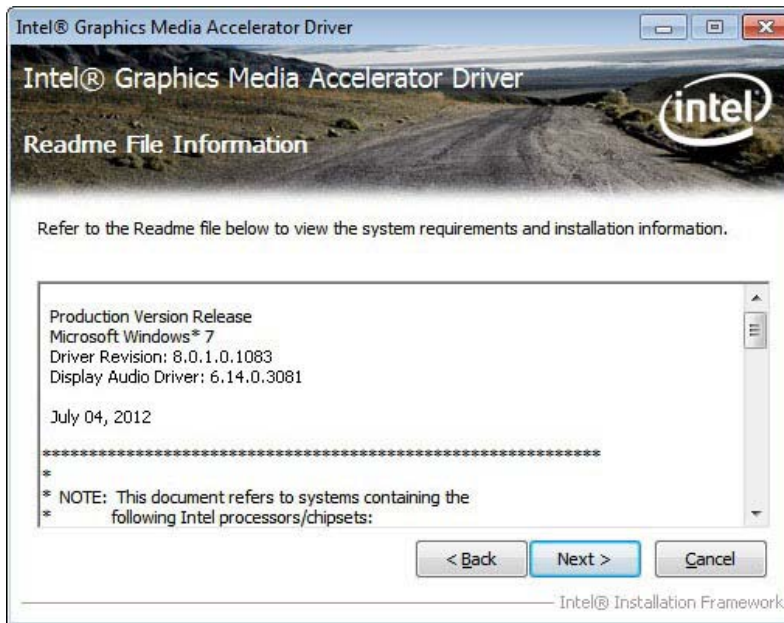 Intel® Graphics Media Accelerator Driver
Intel® Graphics Media Accelerator Driver
intel
Readme File Information
Refer to the Readme file below to view the system requirements and installation information.
Production Version Release
Microsoft Windows* 7
Driver Revision: 8.0.1.0.1083
Display Audio Driver: 6.14.0.3081
July 04, 2012
************************************************************
*
* NOTE: This document refers to systems containing the
* following Intel processors/chipsets:
< Back
Next >
Cancel
Intel® Installation Framework